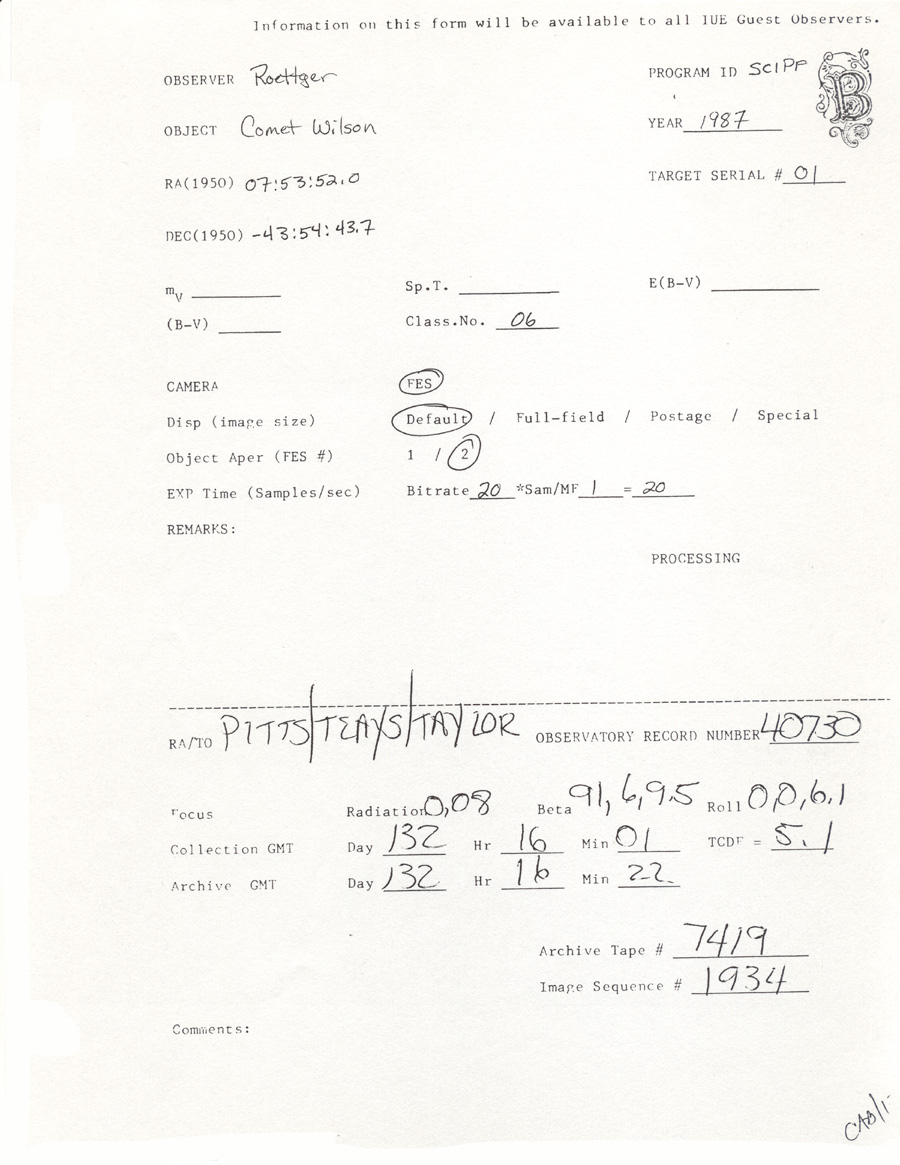 Information on this form will be available to all IUE Guest Observers.
OBSERVER Roettger PROGRAM ID SCIPP
B
OBJECT Comet Wilson YEAR 1987
RA(1950) 07:53:52.0 TARGET SERIAL # 01
DEC(1950) -43:54:43.7
mV Sp.T. E(B-V)
(B-V) Class.No. 06
CAMERA FES
Disp (image size) Default / Full-field / Postage / Special
Object Aper (FES #) 1 / 2
EXP Time (Samples/sec) Bitrate 20 *Sam/MF 1 = 20
REMARKS:
PROCESSING
RA/TO PITTS/TEAYS/TAYLOR OBSERVATORY RECORD NUMBER 40730
Focus Radiation 0,08 Beta 91,6,9.5 Roll 0,0,6.1
Collection GMT Day 132 Hr 16 Min 01 TCDF = 5.1
Archive GMT Day 132 Hr 16 Min 22
Archive Tape # 7419
Image Sequence # 1934
Comments: